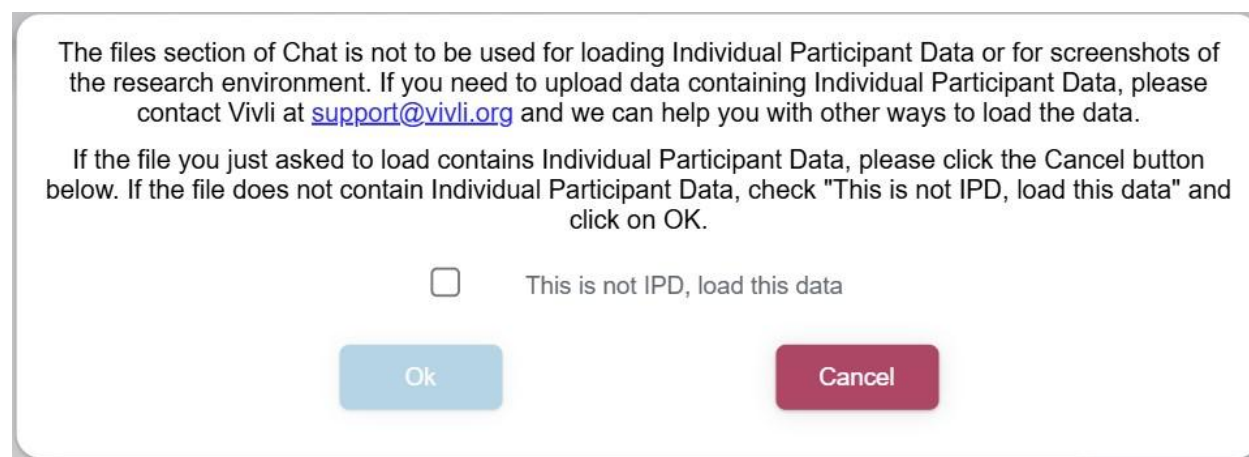 The files section of Chat is not to be used for loading Individual Participant Data or for screenshots of
the research environment. If you need to upload data containing Individual Participant Data, please
contact Vivli at support@vivli.org and we can help you with other ways to load the data.
If the file you just asked to load contains Individual Participant Data, please click the Cancel button
below. If the file does not contain Individual Participant Data, check "This is not IPD, load this data" and
click on OK.
This is not IPD, load this data
Ok
Cancel